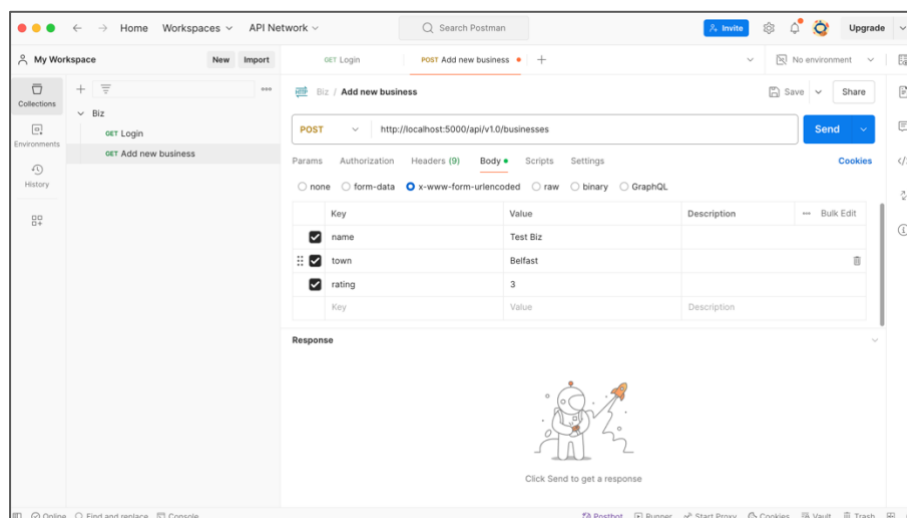 Home Workspaces API Network Search Postman Invite Upgrade
My Workspace New Import GET Login POST Add new business No environment
Collections
Environments
History
Biz
GET Login
GET Add new business
Biz / Add new business Save Share
POST http://localhost:5000/api/v1.0/businesses Send
Params Authorization Headers (9) Body Scripts Settings Cookies
none form-data x-www-form-urlencoded raw binary GraphQL
Key Value Description Bulk Edit
name Test Biz
town Belfast
rating 3
Key Value Description
Response
Click Send to get a response
Online Find and replace Console Postbot Runner Start Proxy Cookies Vault Trash